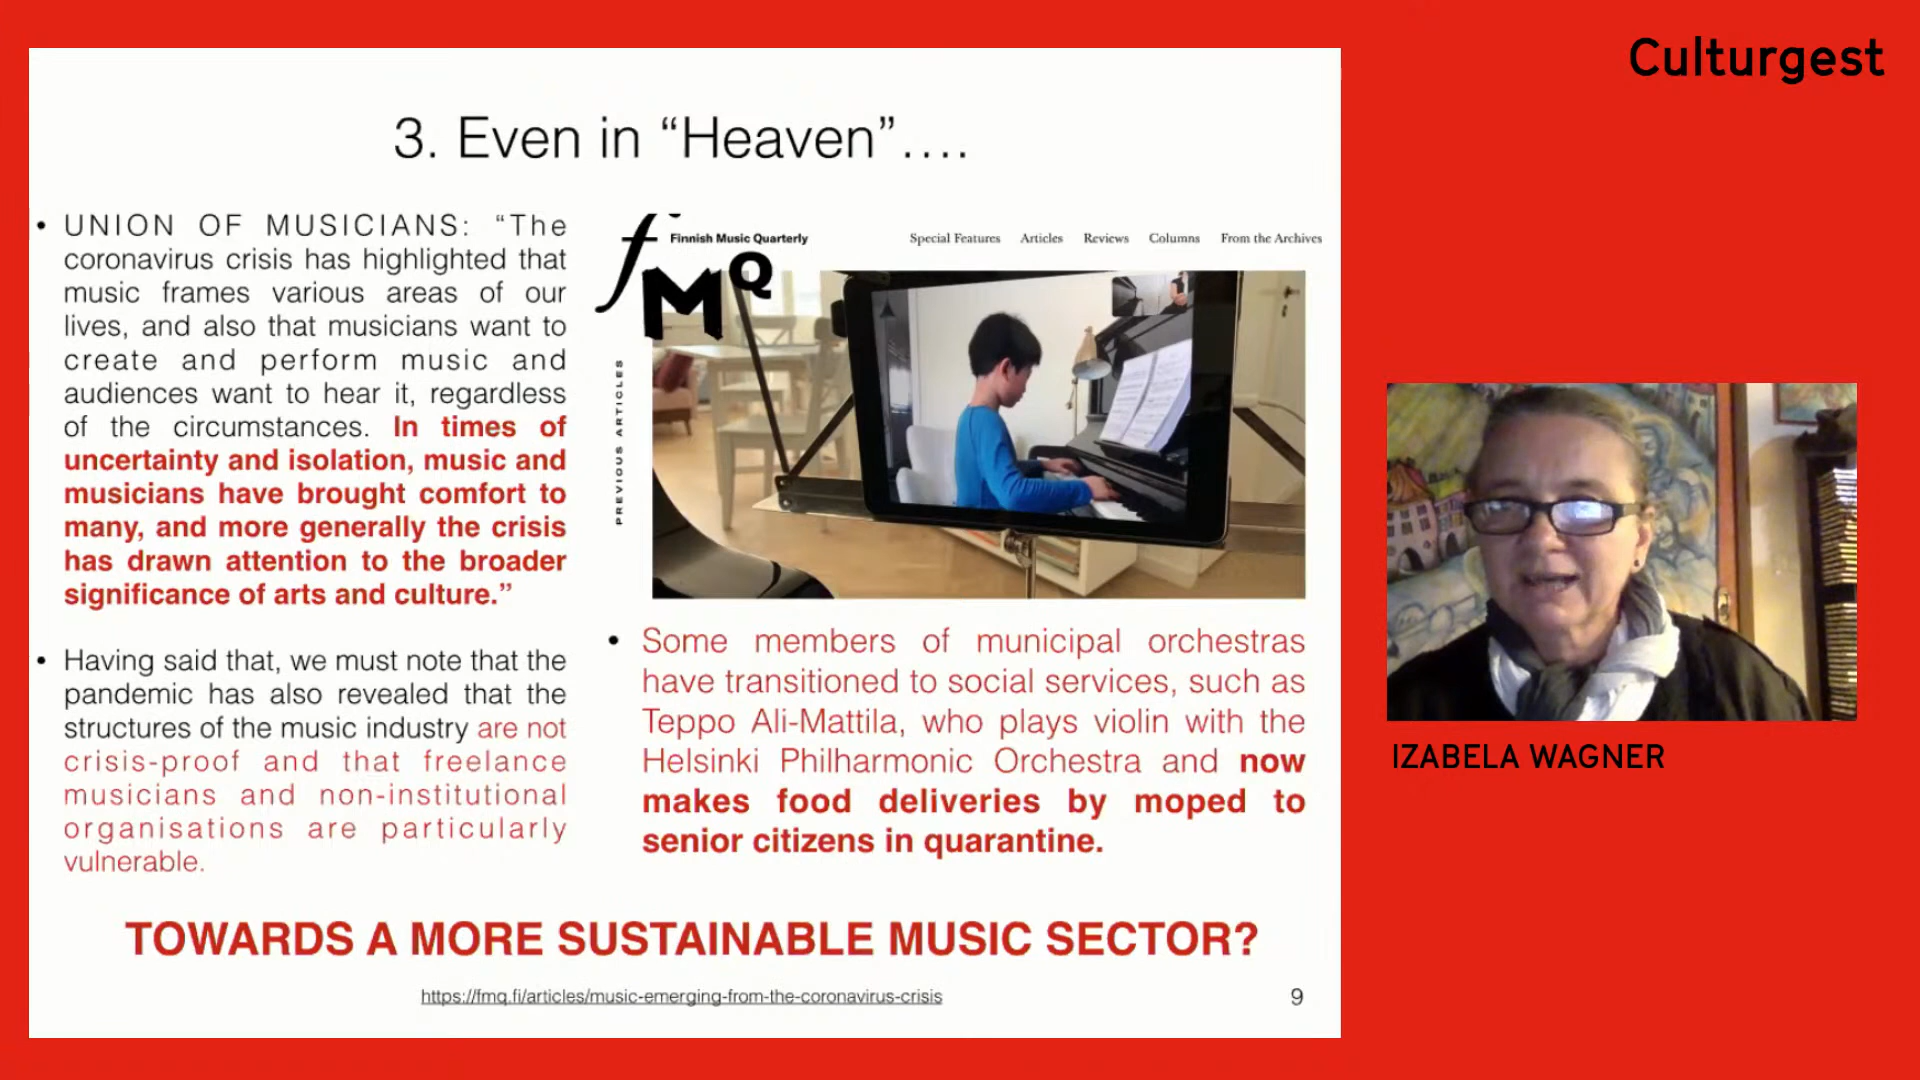 Culturgest
3. Even in “Heaven”....
• UNION OF MUSICIANS: “The
coronavirus crisis has highlighted that
music frames various areas of our
lives, and also that musicians want to
create and perform music and
audiences want to hear it, regardless
of the circumstances. In times of
uncertainty and isolation, music and
musicians have brought comfort to
many, and more generally the crisis
has drawn attention to the broader
significance of arts and culture.”
• Having said that, we must note that the
pandemic has also revealed that the
structures of the music industry are not
crisis-proof and that freelance
musicians and non-institutional
organisations are particularly
vulnerable.
fMQ
Finnish Music Quarterly
Special Features Articles Reviews Columns From the Archives
PREVIOUS ARTICLES
• Some members of municipal orchestras
have transitioned to social services, such as
Teppo Ali-Mattila, who plays violin with the
Helsinki Philharmonic Orchestra and now
makes food deliveries by moped to
senior citizens in quarantine.
TOWARDS A MORE SUSTAINABLE MUSIC SECTOR?
https://fmq.fi/articles/music-emerging-from-the-coronavirus-crisis
9
IZABELA WAGNER